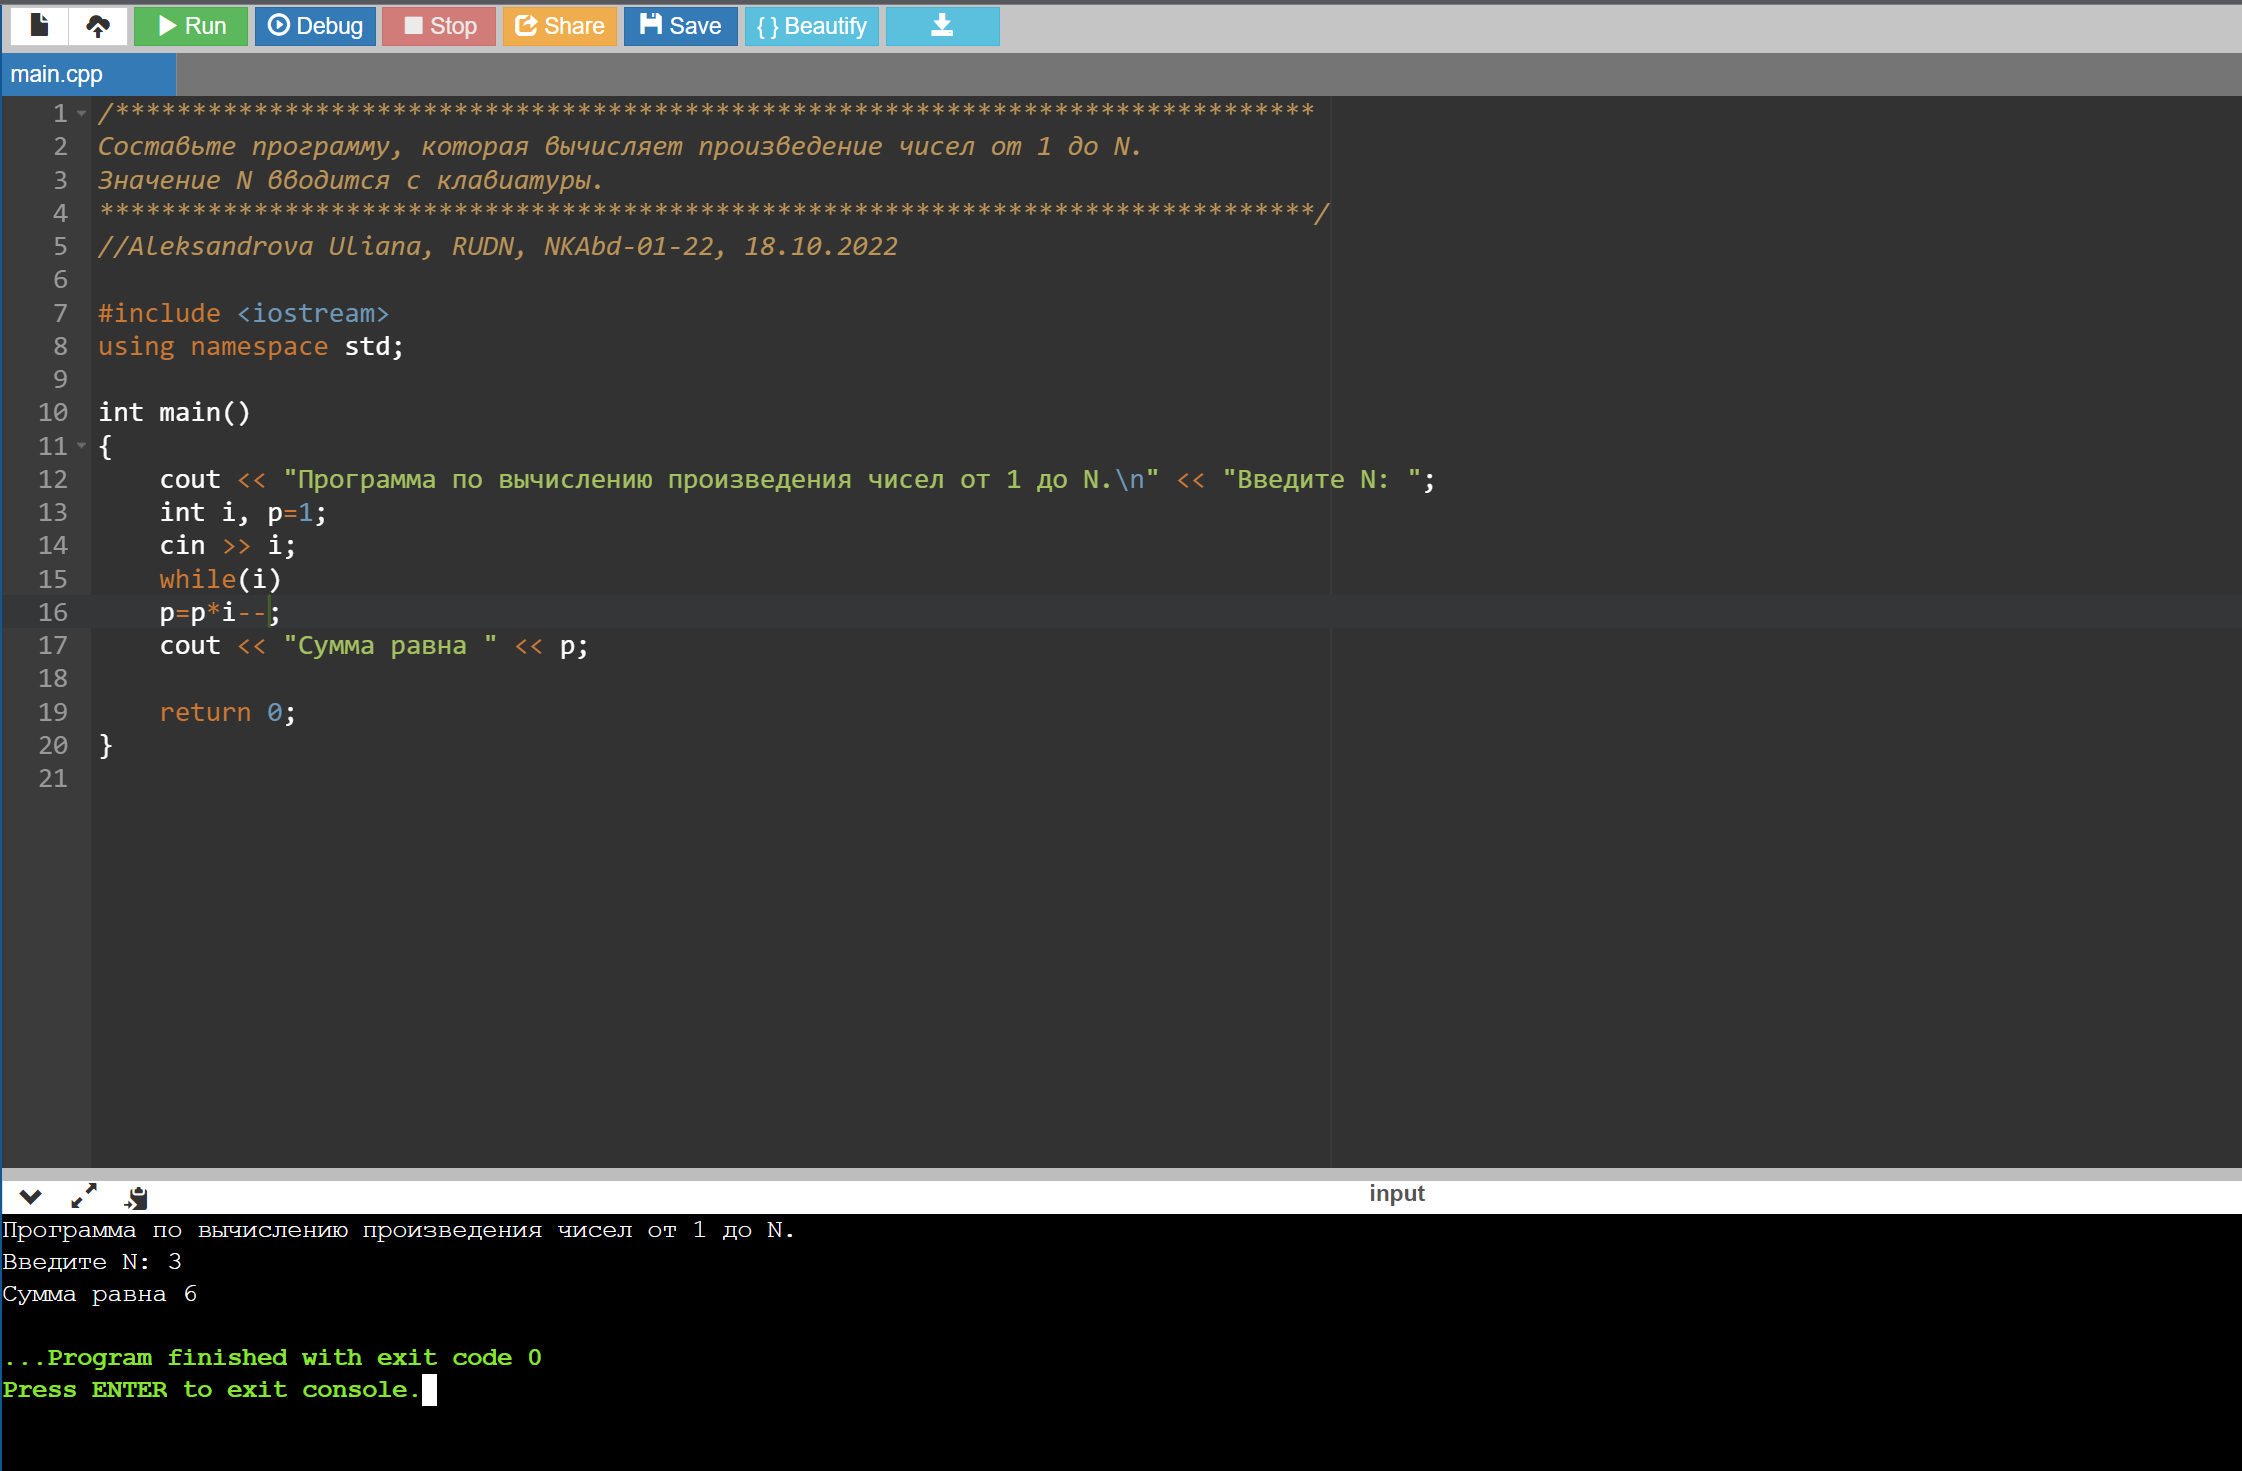 Run Debug Stop Share Save { } Beautify
main.cpp
1 /******************************************************************************
2 Составьте программу, которая вычисляет произведение чисел от 1 до N.
3 Значение N вводится с клавиатуры.
4 *******************************************************************************/
5 //Aleksandrova Uliana, RUDN, NKAbd-01-22, 18.10.2022
6
7 #include <iostream>
8 using namespace std;
9
10 int main()
11 {
12     cout << "Программа по вычислению произведения чисел от 1 до N.\n" << "Введите N: ";
13     int i, p=1;
14     cin >> i;
15     while(i)
16     p=p*i--;
17     cout << "Сумма равна " << p;
18
19     return 0;
20 }
21
input
Программа по вычислению произведения чисел от 1 до N.
Введите N: 3
Сумма равна 6
...Program finished with exit code 0
Press ENTER to exit console.